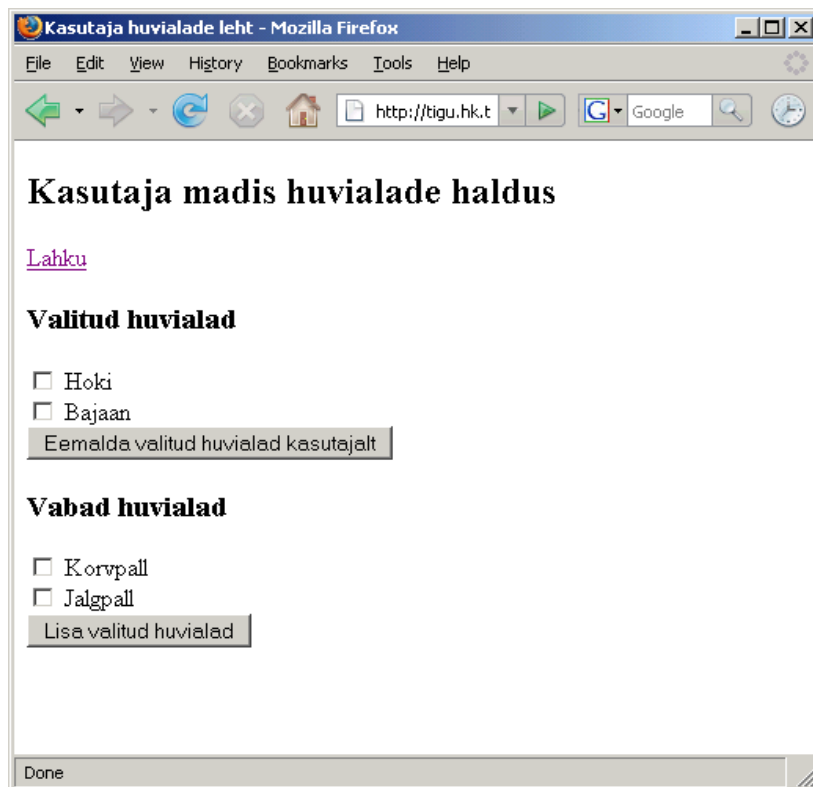 Kasutaja huvialade leht - Mozilla Firefox
File Edit View History Bookmarks Tools Help
http://tigu.hk.t G Google
Kasutaja madis huvialade haldus
Lahku
Valitud huvialad
Hoki
Bajaan
Eemalda valitud huvialad kasutajalt
Vabad huvialad
Korvpall
Jalgpall
Lisa valitud huvialad
Done